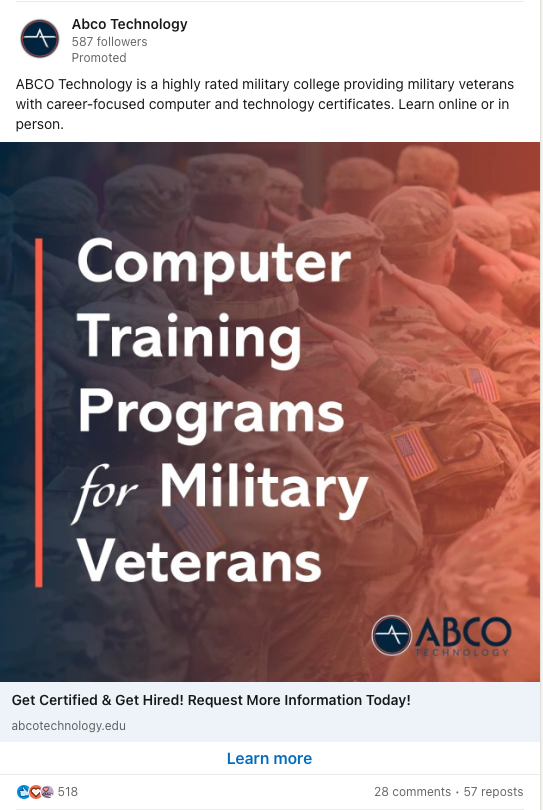 Abco Technology
587 followers
Promoted
ABCO Technology is a highly rated military college providing military veterans
with career-focused computer and technology certificates. Learn online or in
person.
Computer
Training
Programs
for Military
Veterans
ABCO
TECHNOLOGY
Get Certified & Get Hired! Request More Information Today!
abcotechnology.edu
Learn more
518
28 comments · 57 reposts